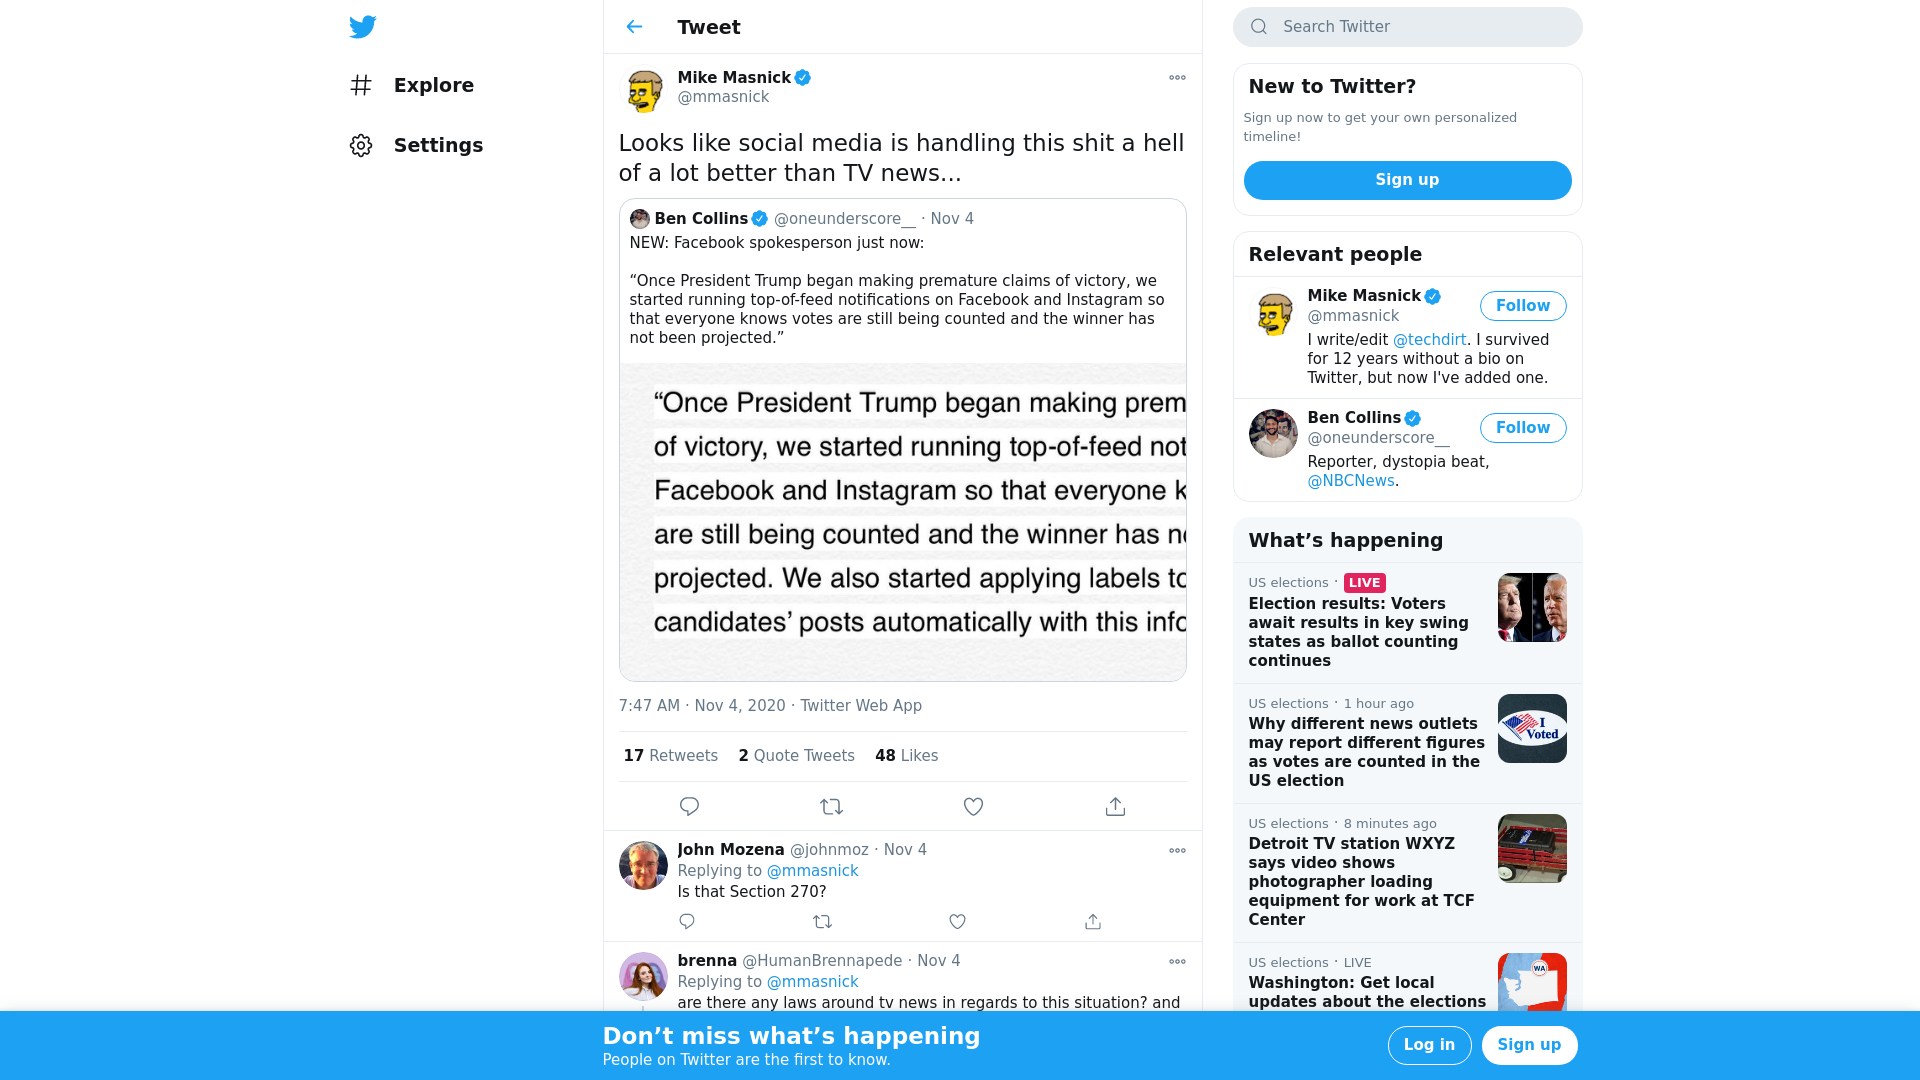 Explore
Settings
Tweet
Mike Masnick
@mmasnick
Looks like social media is handling this shit a hell
of a lot better than TV news...
Ben Collins @oneunderscore__ · Nov 4
NEW: Facebook spokesperson just now:
“Once President Trump began making premature claims of victory, we
started running top-of-feed notifications on Facebook and Instagram so
that everyone knows votes are still being counted and the winner has
not been projected.”
“Once President Trump began making prem
of victory, we started running top-of-feed not
Facebook and Instagram so that everyone k
are still being counted and the winner has n
projected. We also started applying labels to
candidates’ posts automatically with this info
7:47 AM · Nov 4, 2020 · Twitter Web App
17 Retweets 2 Quote Tweets 48 Likes
John Mozena @johnmoz · Nov 4
Replying to @mmasnick
Is that Section 270?
brenna @HumanBrennapede · Nov 4
Replying to @mmasnick
are there any laws around tv news in regards to this situation? and
Search Twitter
New to Twitter?
Sign up now to get your own personalized
timeline!
Sign up
Relevant people
Mike Masnick
@mmasnick
Follow
I write/edit @techdirt. I survived
for 12 years without a bio on
Twitter, but now I've added one.
Ben Collins
@oneunderscore__
Follow
Reporter, dystopia beat,
@NBCNews.
What’s happening
US elections · LIVE
Election results: Voters
await results in key swing
states as ballot counting
continues
US elections · 1 hour ago
Why different news outlets
may report different figures
as votes are counted in the
US election
I
Voted
US elections · 8 minutes ago
Detroit TV station WXYZ
says video shows
photographer loading
equipment for work at TCF
Center
US elections · LIVE
Washington: Get local
updates about the elections
WA
Don’t miss what’s happening
People on Twitter are the first to know.
Log in
Sign up